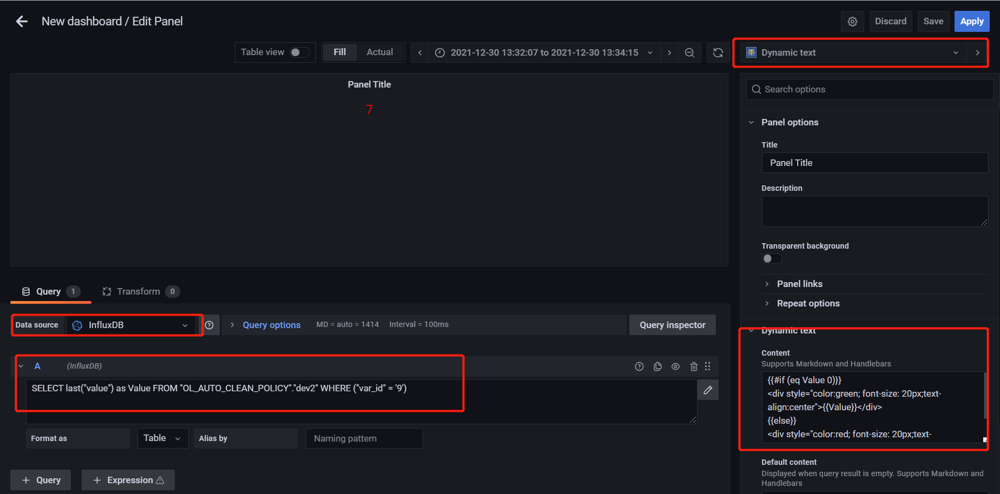 New dashboard / Edit Panel
Discard
Save
Apply
Table view
Fill
Actual
2021-12-30 13:32:07 to 2021-12-30 13:34:15
Dynamic text
Panel Title
7
Search options
Panel options
Title
Panel Title
Description
Transparent background
Panel links
Repeat options
Query 1
Transform 0
Data source
InfluxDB
Query options
MD = auto = 1414
Interval = 100ms
Query inspector
A
(InfluxDB)
SELECT last("value") as Value FROM "OL_AUTO_CLEAN_POLICY"."dev2" WHERE ("var_id" = '9')
Format as
Table
Alias by
Naming pattern
+ Query
+ Expression
Dynamic text
Content
Supports Markdown and Handlebars
{{#if (eq Value 0)}}
<div style="color:green; font-size: 20px;text-
align:center">{{Value}}</div>
{{else}}
<div style="color:red; font-size: 20px;text-
Default content
Displayed when query result is empty. Supports Markdown and
Handlebars